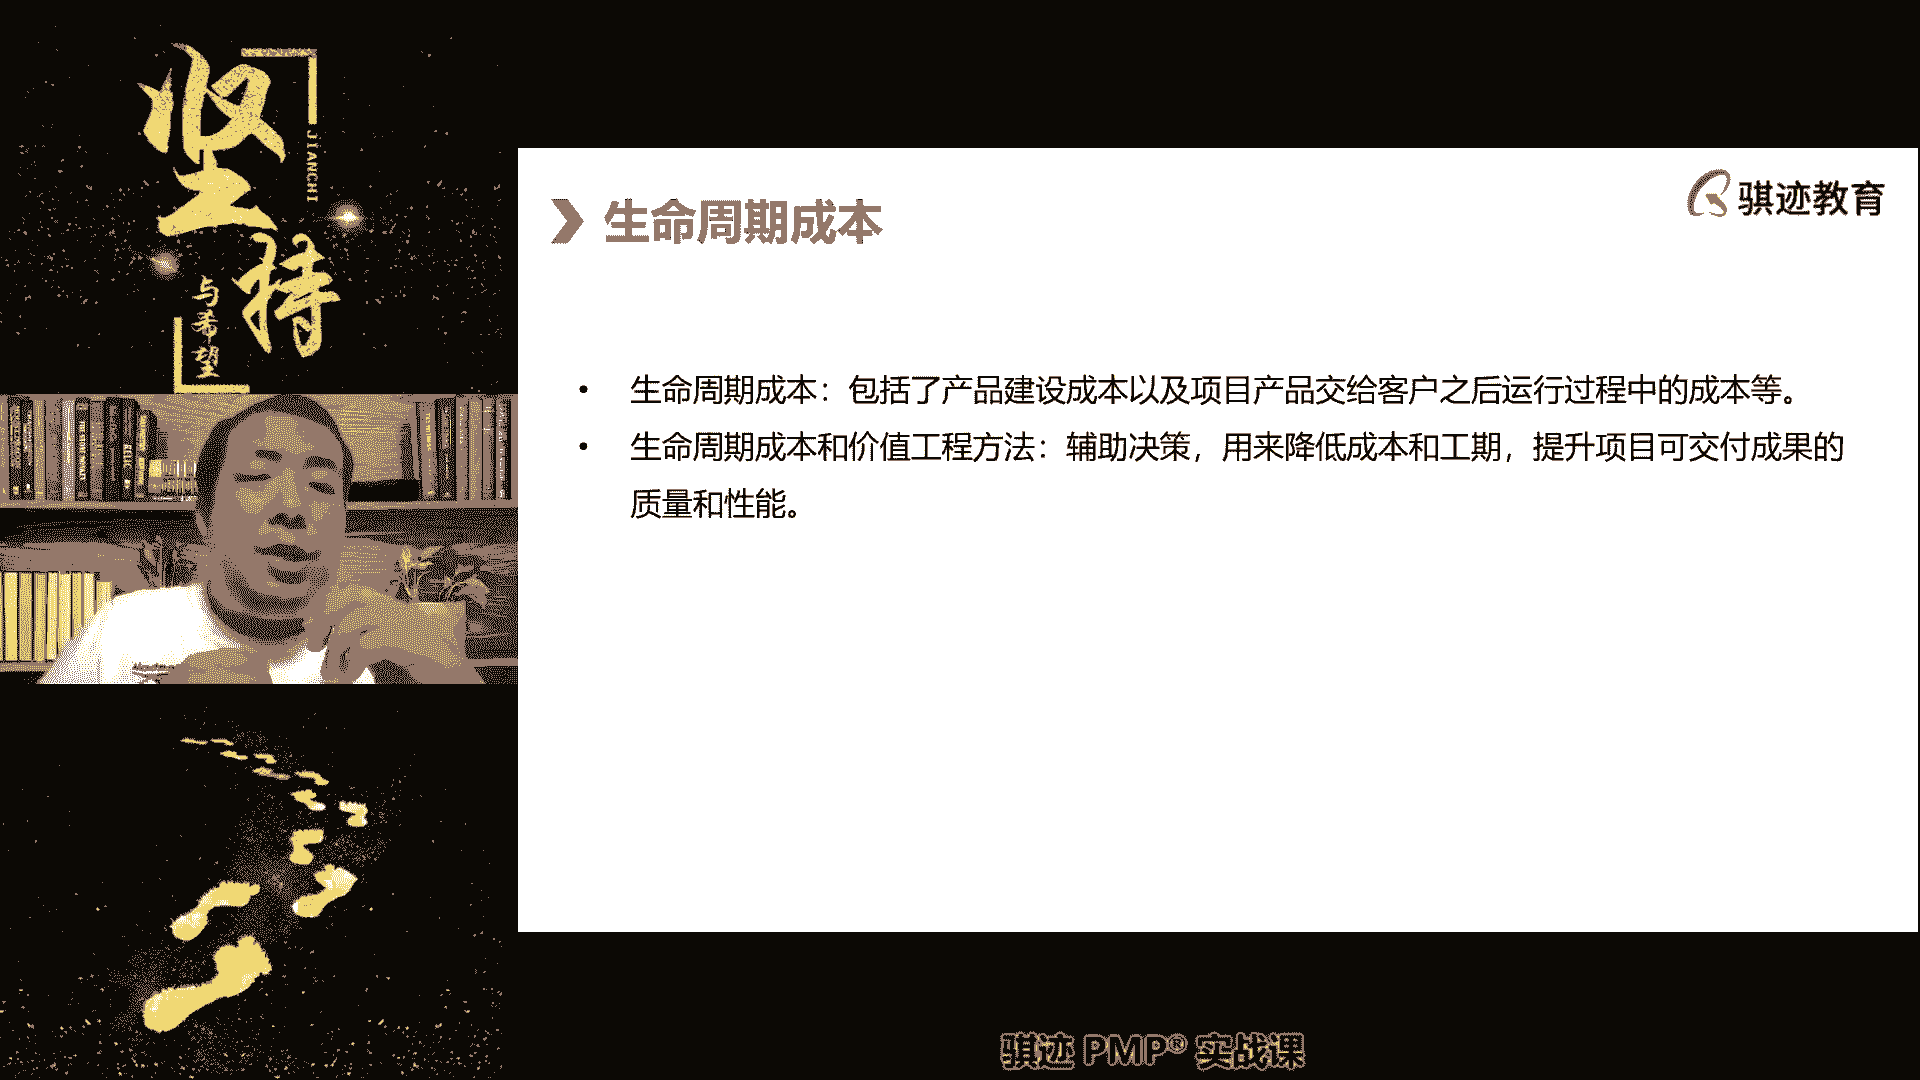 坚持
JIANCHI
与希望
骐迹教育
生命周期成本
• 生命周期成本：包括了产品建设成本以及项目产品交给客户之后运行过程中的成本等。
• 生命周期成本和价值工程方法：辅助决策，用来降低成本和工期，提升项目可交付成果的
质量和性能。
骐迹 PMP® 实战课